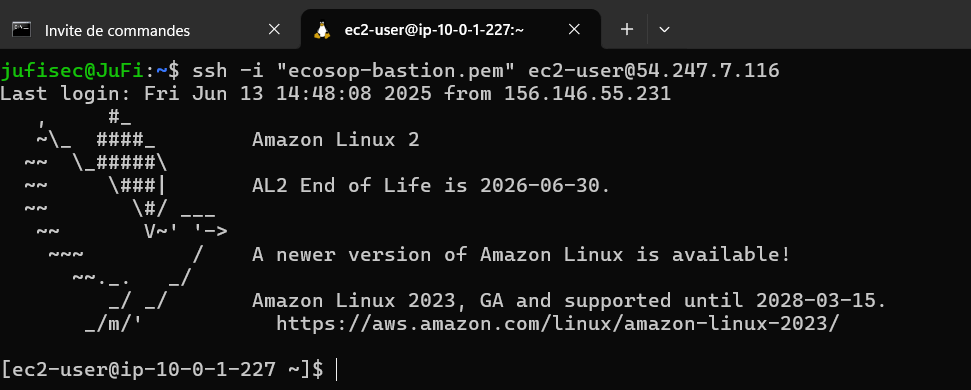 Invite de commandes
ec2-user@ip-10-0-1-227:~
jufisec@JuFi:~$ ssh -i "ecosop-bastion.pem" ec2-user@54.247.7.116
Last login: Fri Jun 13 14:48:08 2025 from 156.146.55.231
   ,     #_
   ~\_  ####_        Amazon Linux 2
  ~~  \_#####\
  ~~     \###|       AL2 End of Life is 2026-06-30.
  ~~       \#/ ___
   ~~       V~' '->
    ~~~         /    A newer version of Amazon Linux is available!
      ~~._.   _/
         _/ _/       Amazon Linux 2023, GA and supported until 2028-03-15.
       _/m/'           https://aws.amazon.com/linux/amazon-linux-2023/
[ec2-user@ip-10-0-1-227 ~]$